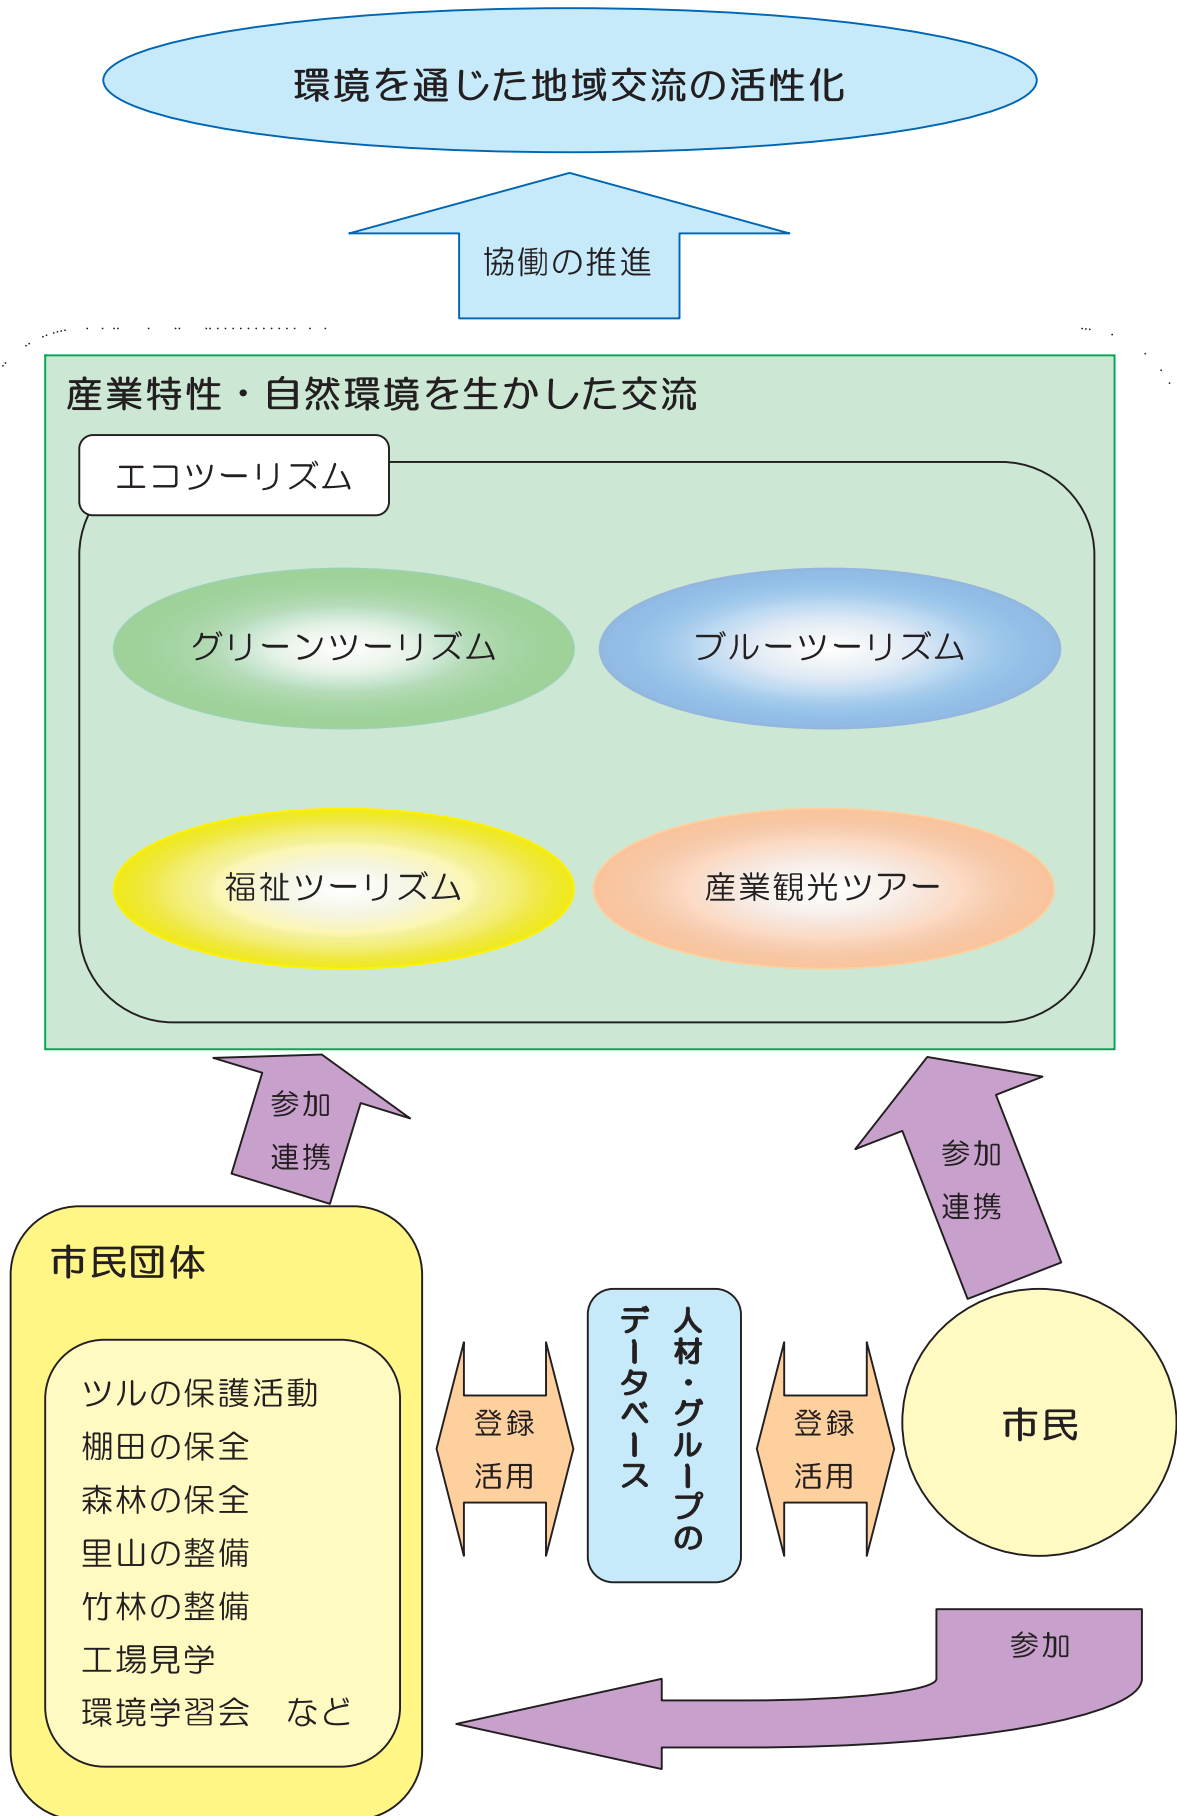 環境を通じた地域交流の活性化
協働の推進
産業特性・自然環境を生かした交流
エコツーリズム
グリーンツーリズム
ブルーツーリズム
福祉ツーリズム
産業観光ツアー
参加
連携
参加
連携
市民団体
ツルの保護活動
棚田の保全
森林の保全
里山の整備
竹林の整備
工場見学
環境学習会　など
登録
活用
人材・グループの
データベース
登録
活用
市民
参加